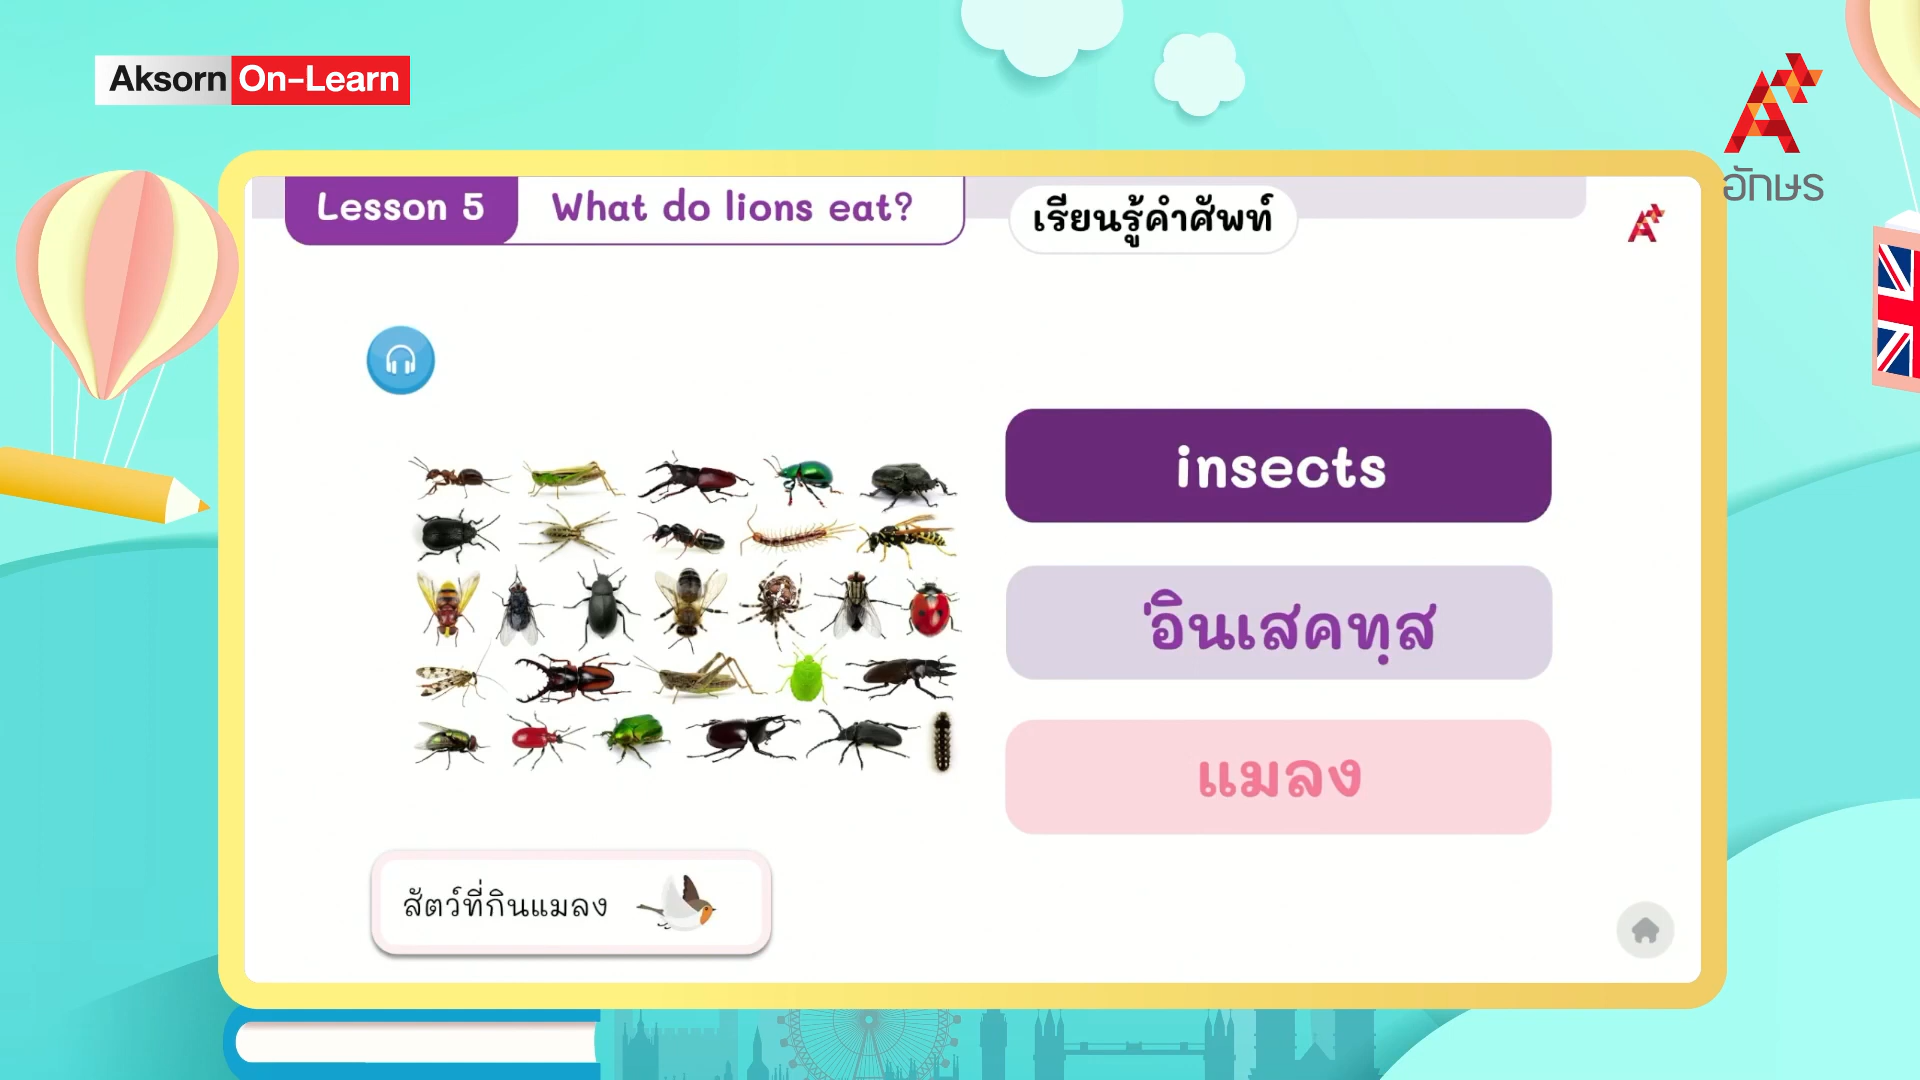 Aksorn On-Learn
อักษร
Lesson 5 What do lions eat? เรียนรู้คำศัพท์
insects
อิ่นเสคทฺส
แมลง
สัตว์ที่กินแมลง